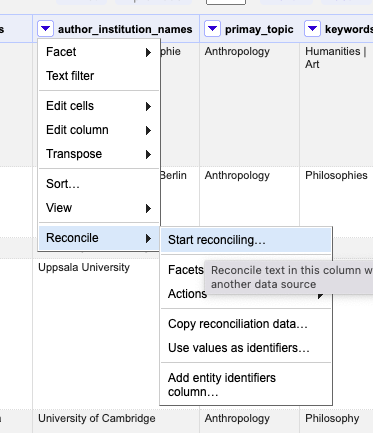 s
author_institution_names
primay_topic
keywords
Facet
phie
Anthropology
Humanities |
Art
Text filter
Edit cells
Edit column
Transpose
Sort…
Berlin
Anthropology
Philosophies
View
Reconcile
Start reconciling…
Uppsala University
Facets
Reconcile text in this column w
another data source
Actions
Copy reconciliation data…
Use values as identifiers…
Add entity identifiers
column…
University of Cambridge
Anthropology
Philosophy